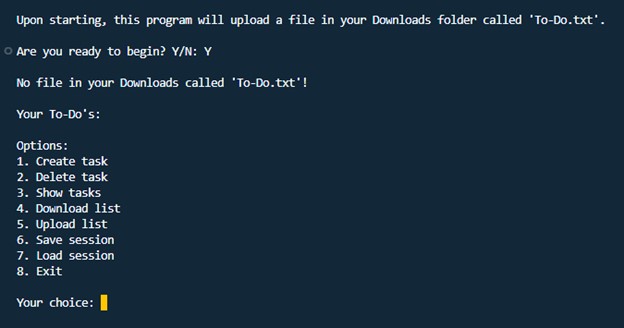 Upon starting, this program will upload a file in your Downloads folder called 'To-Do.txt'.
Are you ready to begin? Y/N: Y
No file in your Downloads called 'To-Do.txt'!
Your To-Do's:
Options:
1. Create task
2. Delete task
3. Show tasks
4. Download list
5. Upload list
6. Save session
7. Load session
8. Exit
Your choice: